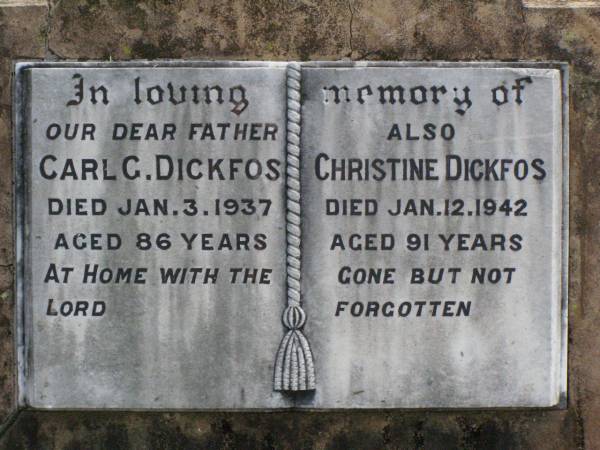 In loving memory of
OUR DEAR FATHER
CARL G. DICKFOS
DIED JAN. 3. 1937
AGED 86 YEARS
AT HOME WITH THE
LORD
ALSO
CHRISTINE DICKFOS
DIED JAN. 12. 1942
AGED 91 YEARS
GONE BUT NOT
FORGOTTEN